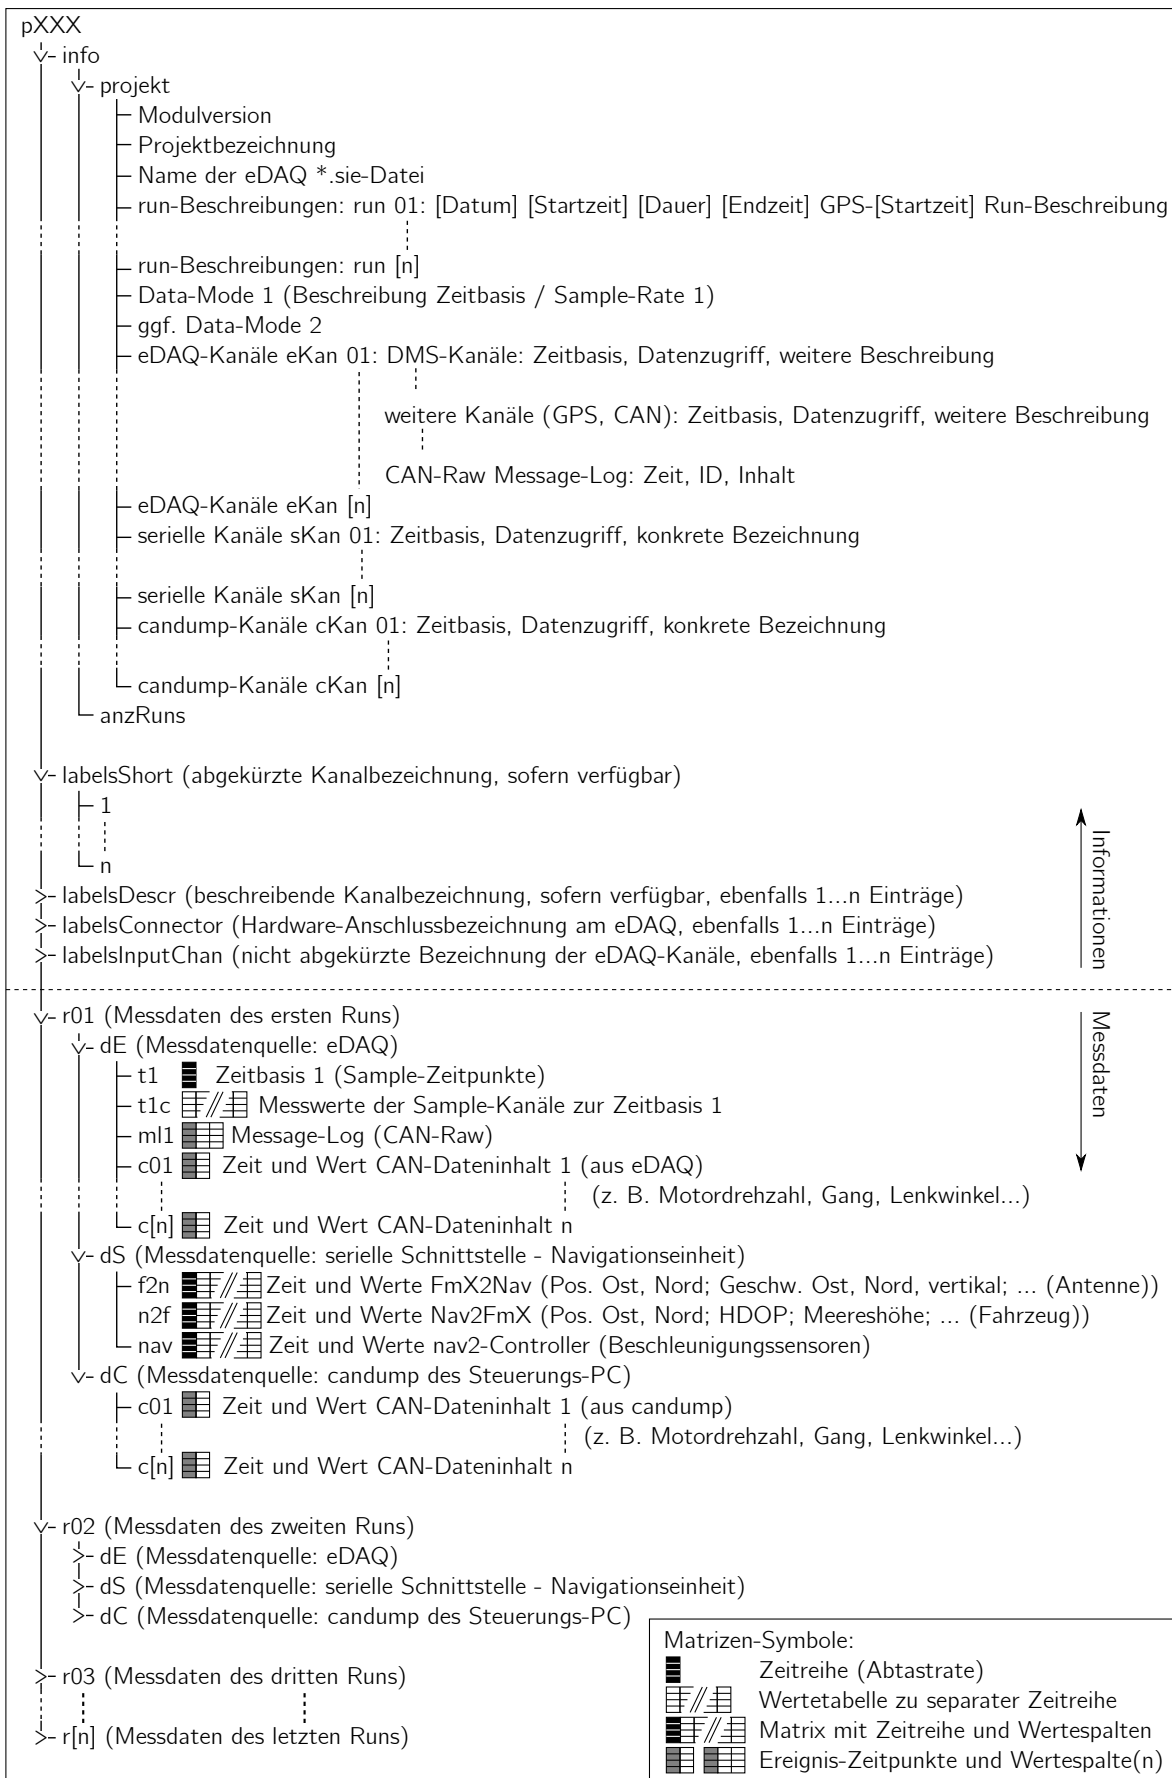 pXXX
info
projekt
Modulversion
Projektbezeichnung
Name der eDAQ *.sie-Datei
run-Beschreibungen: run 01: [Datum] [Startzeit] [Dauer] [Endzeit] GPS-[Startzeit] Run-Beschreibung
run-Beschreibungen: run [n]
Data-Mode 1 (Beschreibung Zeitbasis / Sample-Rate 1)
ggf. Data-Mode 2
eDAQ-Kanäle eKan 01: DMS-Kanäle: Zeitbasis, Datenzugriff, weitere Beschreibung
weitere Kanäle (GPS, CAN): Zeitbasis, Datenzugriff, weitere Beschreibung
CAN-Raw Message-Log: Zeit, ID, Inhalt
eDAQ-Kanäle eKan [n]
serielle Kanäle sKan 01: Zeitbasis, Datenzugriff, konkrete Bezeichnung
serielle Kanäle sKan [n]
candump-Kanäle cKan 01: Zeitbasis, Datenzugriff, konkrete Bezeichnung
candump-Kanäle cKan [n]
anzRuns
labelsShort (abgekürzte Kanalbezeichnung, sofern verfügbar)
1
n
labelsDescr (beschreibende Kanalbezeichnung, sofern verfügbar, ebenfalls 1...n Einträge)
labelsConnector (Hardware-Anschlussbezeichnung am eDAQ, ebenfalls 1...n Einträge)
labelsInputChan (nicht abgekürzte Bezeichnung der eDAQ-Kanäle, ebenfalls 1...n Einträge)
Informationen
r01 (Messdaten des ersten Runs)
Messdaten
dE (Messdatenquelle: eDAQ)
t1 Zeitbasis 1 (Sample-Zeitpunkte)
t1c Messwerte der Sample-Kanäle zur Zeitbasis 1
ml1 Message-Log (CAN-Raw)
c01 Zeit und Wert CAN-Dateninhalt 1 (aus eDAQ)
(z. B. Motordrehzahl, Gang, Lenkwinkel...)
c[n] Zeit und Wert CAN-Dateninhalt n
dS (Messdatenquelle: serielle Schnittstelle - Navigationseinheit)
f2n Zeit und Werte FmX2Nav (Pos. Ost, Nord; Geschw. Ost, Nord, vertikal; ... (Antenne))
n2f Zeit und Werte Nav2FmX (Pos. Ost, Nord; HDOP; Meereshöhe; ... (Fahrzeug))
nav Zeit und Werte nav2-Controller (Beschleunigungssensoren)
dC (Messdatenquelle: candump des Steuerungs-PC)
c01 Zeit und Wert CAN-Dateninhalt 1 (aus candump)
(z. B. Motordrehzahl, Gang, Lenkwinkel...)
c[n] Zeit und Wert CAN-Dateninhalt n
r02 (Messdaten des zweiten Runs)
dE (Messdatenquelle: eDAQ)
dS (Messdatenquelle: serielle Schnittstelle - Navigationseinheit)
dC (Messdatenquelle: candump des Steuerungs-PC)
r03 (Messdaten des dritten Runs)
r[n] (Messdaten des letzten Runs)
Matrizen-Symbole:
Zeitreihe (Abtastrate)
Wertetabelle zu separater Zeitreihe
Matrix mit Zeitreihe und Wertespalten
Ereignis-Zeitpunkte und Wertespalte(n)